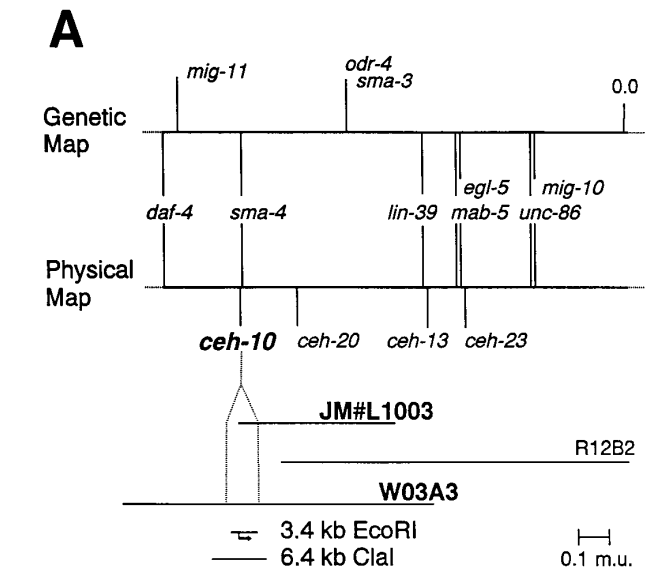 A
mig-11
odr-4
sma-3
0.0
Genetic
Map
egl-5 mig-10
daf-4 sma-4 lin-39 mab-5 unc-86
Physical
Map
ceh-10 ceh-20 ceh-13 ceh-23
JM#L1003
R12B2
W03A3
3.4 kb EcoRI
6.4 kb ClaI
0.1 m.u.